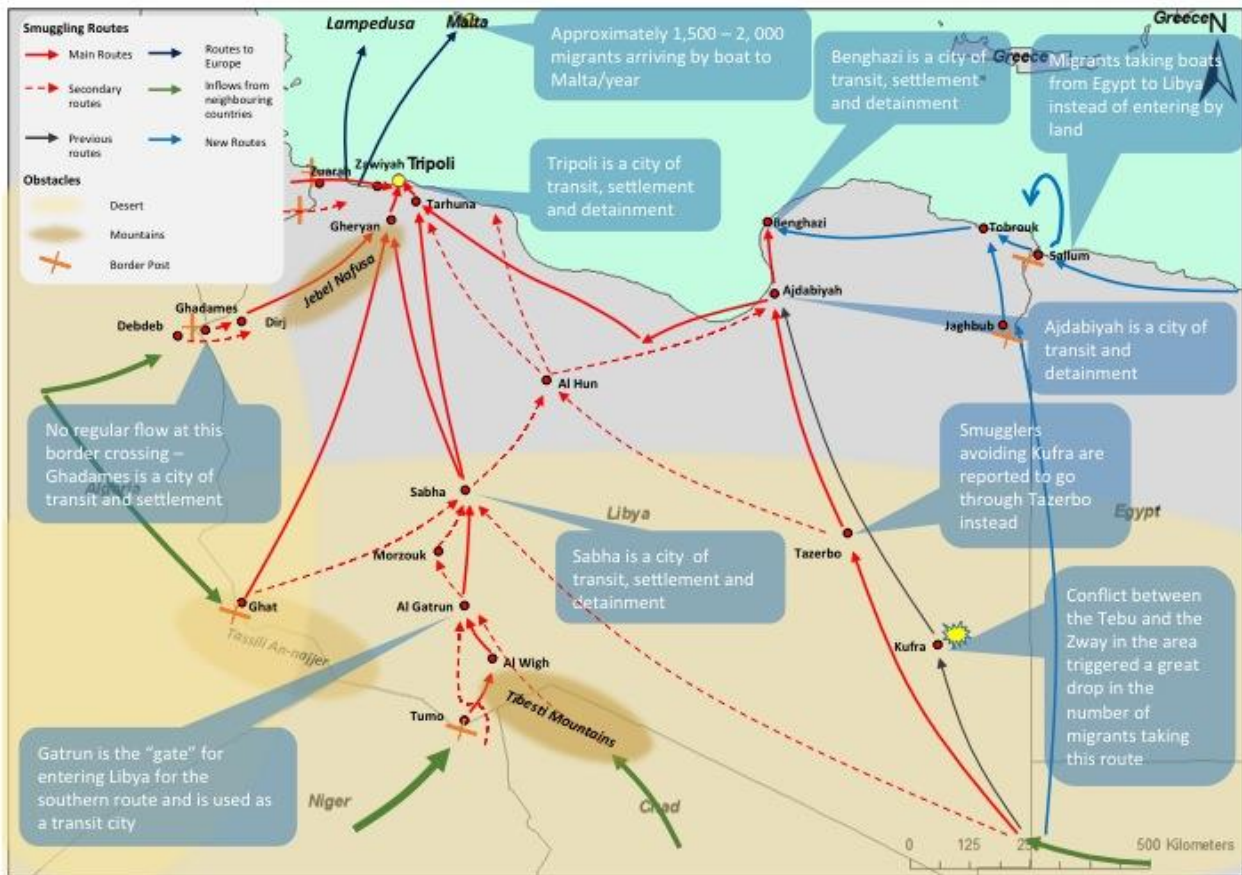 Smuggling Routes
Main Routes
Routes to
Europe
Secondary
routes
Inflows from
neighbouring
countries
Previous
routes
New Routes
Obstacles
Desert
Mountains
Border Post
Lampedusa
Malta
Approximately 1,500 – 2, 000
migrants arriving by boat to
Malta/year
Benghazi is a city of
transit, settlement
and detainment
Greece
N
Greece
Migrants taking boats
from Egypt to Libya
instead of entering by
land
Zuarah
Zawiyah
Tripoli
Tripoli is a city of
transit, settlement
and detainment
Tarhuna
Gheryan
Jebel Nafusa
Benghazi
Tobrouk
Sallum
Ghadames
Debdeb
Dirj
Ajdabiyah
Jaghbub
Ajdabiyah is a city of
transit and
detainment
Al Hun
No regular flow at this
border crossing –
Ghadames is a city of
transit and settlement
Algeria
Smugglers
avoiding Kufra are
reported to go
through Tazerbo
instead
Sabha
Libya
Egypt
Sabha is a city of
transit, settlement and
detainment
Morzouk
Tazerbo
Ghat
Al Gatrun
Tassili An-najjer
Conflict between
the Tebu and the
Zway in the area
triggered a great
drop in the
number of
migrants taking
this route
Kufra
Al Wigh
Tibesti Mountains
Tumo
Gatrun is the “gate” for
entering Libya for the
southern route and is used as
a transit city
Niger
Chad
0 125 250 500 Kilometers